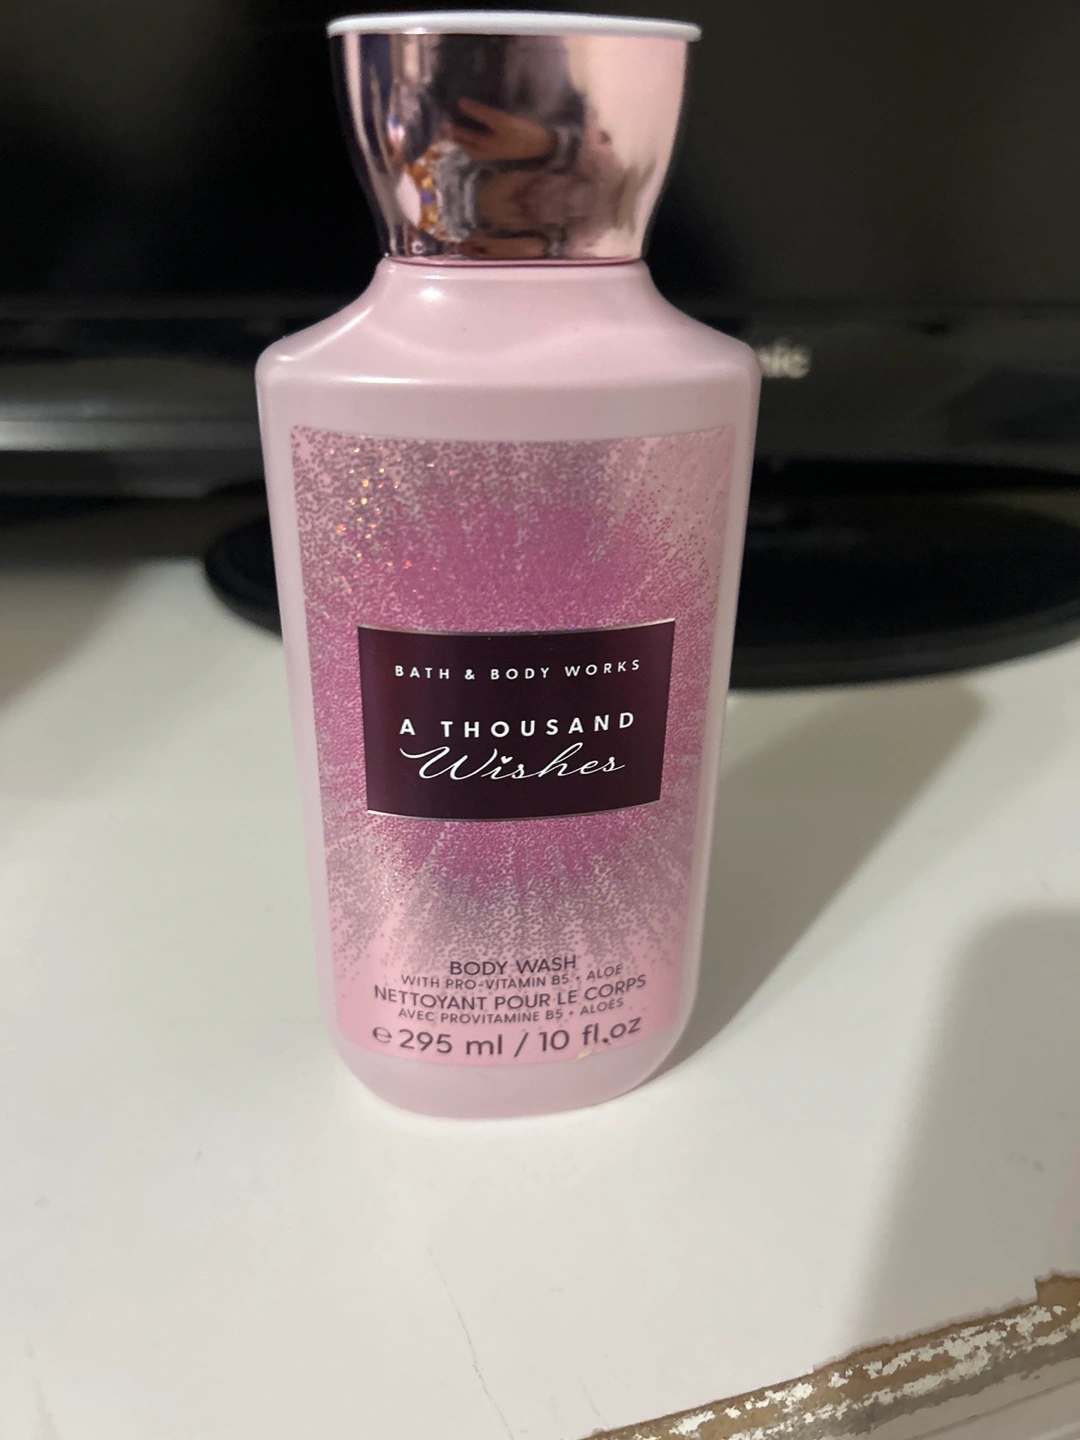 BATH & BODY WORKS
A THOUSAND
Wishes
BODY WASH
WITH PRO-VITAMIN B5 • ALOE
NETTOYANT POUR LE CORPS
AVEC PROVITAMINE B5 • ALOÈS
℮ 295 ml / 10 fl.oz